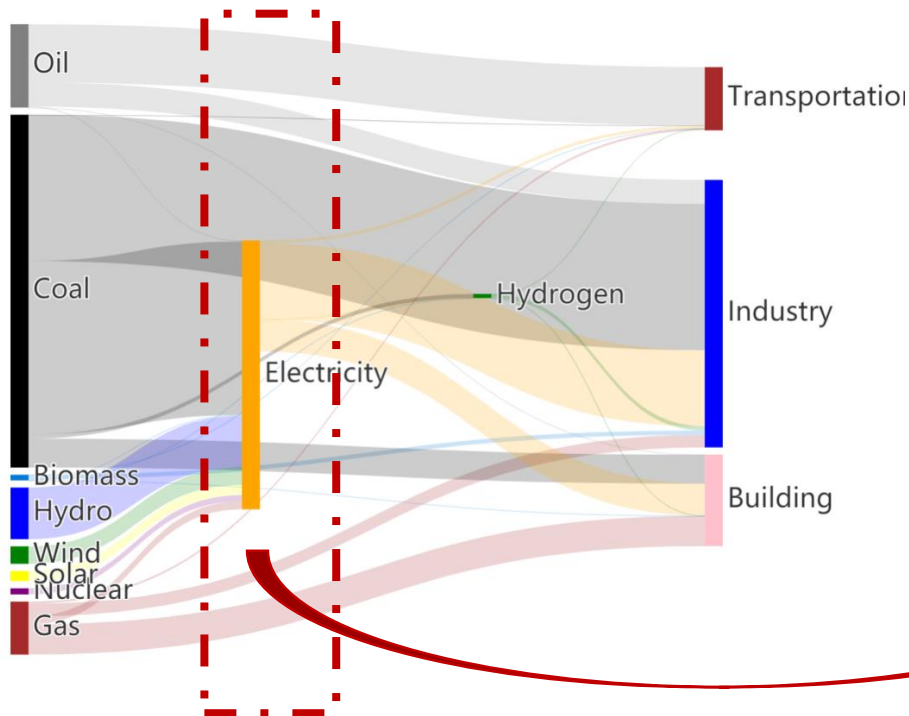 Oil
Transportation
Coal
Hydrogen
Industry
Electricity
Biomass
Building
Hydro
Wind
Solar
Nuclear
Gas